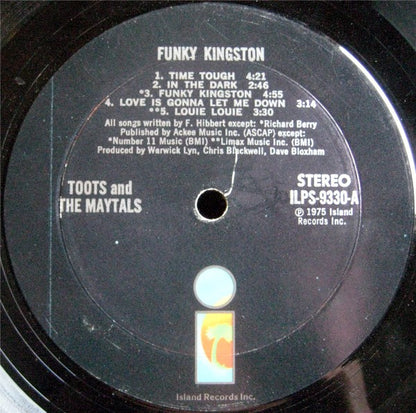 FUNKY KINGSTON
1. TIME TOUGH 4:21
2. IN THE DARK 2:46
*3. FUNKY KINGSTON 4:55
4. LOVE IS GONNA LET ME DOWN 3:14
**5. LOUIE LOUIE 3:30
All songs written by F. Hibbert except: *Richard Berry
Published by Ackee Music Inc. (ASCAP) except:
*Number 11 Music (BMI) **Limax Music Inc. (BMI)
Produced by Warwick Lyn, Chris Blackwell, Dave Bloxham
TOOTS and
THE MAYTALS
STEREO
ILPS-9330-A
℗ 1975 Island
Records Inc.
i
Island Records Inc.